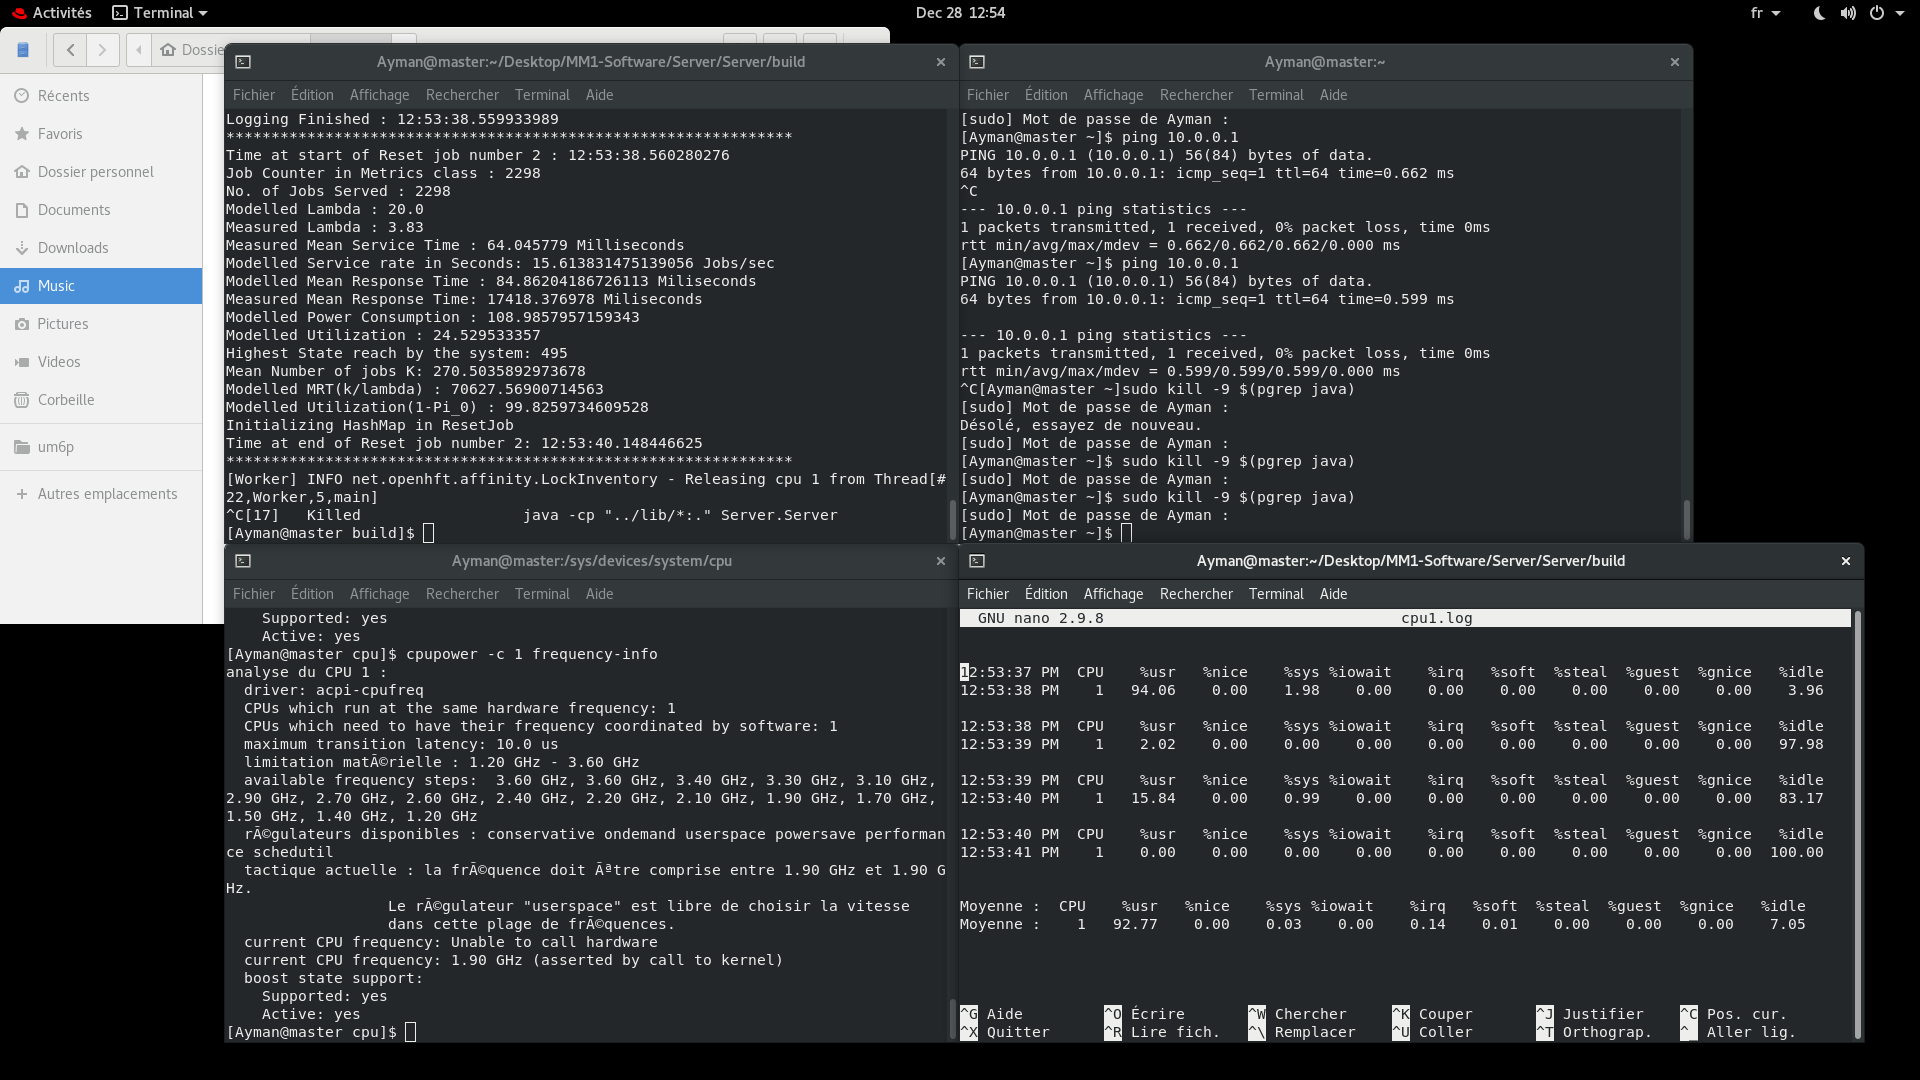 Activités
Terminal
Dec 28 12:54
fr
Dossie
Récents
Favoris
Dossier personnel
Documents
Downloads
Music
Pictures
Videos
Corbeille
um6p
Autres emplacements
Ayman@master:~/Desktop/MM1-Software/Server/Server/build
Fichier Édition Affichage Rechercher Terminal Aide
Logging Finished : 12:53:38.559933989
***************************************************************
Time at start of Reset job number 2 : 12:53:38.560280276
Job Counter in Metrics class : 2298
No. of Jobs Served : 2298
Modelled Lambda : 20.0
Measured Lambda : 3.83
Measured Mean Service Time : 64.045779 Milliseconds
Modelled Service rate in Seconds: 15.613831475139056 Jobs/sec
Modelled Mean Response Time : 84.86204186726113 Miliseconds
Measured Mean Response Time: 17418.376978 Miliseconds
Modelled Power Consumption : 108.9857957159343
Modelled Utilization : 24.529533357
Highest State reach by the system: 495
Mean Number of jobs K: 270.5035892973678
Modelled MRT(k/lambda) : 70627.56900714563
Modelled Utilization(1-Pi_0) : 99.8259734609528
Initializing HashMap in ResetJob
Time at end of Reset job number 2: 12:53:40.148446625
***************************************************************
[Worker] INFO net.openhft.affinity.LockInventory - Releasing cpu 1 from Thread[#
22,Worker,5,main]
^C[17]   Killed                  java -cp "../lib/*:." Server.Server
[Ayman@master build]$
Ayman@master:~
Fichier Édition Affichage Rechercher Terminal Aide
[sudo] Mot de passe de Ayman :
[Ayman@master ~]$ ping 10.0.0.1
PING 10.0.0.1 (10.0.0.1) 56(84) bytes of data.
64 bytes from 10.0.0.1: icmp_seq=1 ttl=64 time=0.662 ms
^C
--- 10.0.0.1 ping statistics ---
1 packets transmitted, 1 received, 0% packet loss, time 0ms
rtt min/avg/max/mdev = 0.662/0.662/0.662/0.000 ms
[Ayman@master ~]$ ping 10.0.0.1
PING 10.0.0.1 (10.0.0.1) 56(84) bytes of data.
64 bytes from 10.0.0.1: icmp_seq=1 ttl=64 time=0.599 ms
--- 10.0.0.1 ping statistics ---
1 packets transmitted, 1 received, 0% packet loss, time 0ms
rtt min/avg/max/mdev = 0.599/0.599/0.599/0.000 ms
^C[Ayman@master ~]sudo kill -9 $(pgrep java)
[sudo] Mot de passe de Ayman :
Désolé, essayez de nouveau.
[sudo] Mot de passe de Ayman :
[Ayman@master ~]$ sudo kill -9 $(pgrep java)
[sudo] Mot de passe de Ayman :
[Ayman@master ~]$ sudo kill -9 $(pgrep java)
[sudo] Mot de passe de Ayman :
[Ayman@master ~]$
Ayman@master:/sys/devices/system/cpu
Fichier Édition Affichage Rechercher Terminal Aide
Supported: yes
Active: yes
[Ayman@master cpu]$ cpupower -c 1 frequency-info
analyse du CPU 1 :
driver: acpi-cpufreq
CPUs which run at the same hardware frequency: 1
CPUs which need to have their frequency coordinated by software: 1
maximum transition latency: 10.0 us
limitation matÃ©rielle : 1.20 GHz - 3.60 GHz
available frequency steps:  3.60 GHz, 3.60 GHz, 3.40 GHz, 3.30 GHz, 3.10 GHz,
2.90 GHz, 2.70 GHz, 2.60 GHz, 2.40 GHz, 2.20 GHz, 2.10 GHz, 1.90 GHz, 1.70 GHz,
1.50 GHz, 1.40 GHz, 1.20 GHz
rÃ©gulateurs disponibles : conservative ondemand userspace powersave performan
ce schedutil
tactique actuelle : la frÃ©quence doit Ãªtre comprise entre 1.90 GHz et 1.90 G
Hz.
Le rÃ©gulateur "userspace" est libre de choisir la vitesse
dans cette plage de frÃ©quences.
current CPU frequency: Unable to call hardware
current CPU frequency: 1.90 GHz (asserted by call to kernel)
boost state support:
Supported: yes
Active: yes
[Ayman@master cpu]$
Ayman@master:~/Desktop/MM1-Software/Server/Server/build
Fichier Édition Affichage Rechercher Terminal Aide
GNU nano 2.9.8 cpu1.log
12:53:37 PM CPU %usr %nice %sys %iowait %irq %soft %steal %guest %gnice %idle
12:53:38 PM 1 94.06 0.00 1.98 0.00 0.00 0.00 0.00 0.00 0.00 3.96
12:53:38 PM CPU %usr %nice %sys %iowait %irq %soft %steal %guest %gnice %idle
12:53:39 PM 1 2.02 0.00 0.00 0.00 0.00 0.00 0.00 0.00 0.00 97.98
12:53:39 PM CPU %usr %nice %sys %iowait %irq %soft %steal %guest %gnice %idle
12:53:40 PM 1 15.84 0.00 0.99 0.00 0.00 0.00 0.00 0.00 0.00 83.17
12:53:40 PM CPU %usr %nice %sys %iowait %irq %soft %steal %guest %gnice %idle
12:53:41 PM 1 0.00 0.00 0.00 0.00 0.00 0.00 0.00 0.00 0.00 100.00
Moyenne : CPU %usr %nice %sys %iowait %irq %soft %steal %guest %gnice %idle
Moyenne : 1 92.77 0.00 0.03 0.00 0.14 0.01 0.00 0.00 0.00 7.05
^G Aide ^O Écrire ^W Chercher ^K Couper ^J Justifier ^C Pos. cur.
^X Quitter ^R Lire fich. ^\ Remplacer ^U Coller ^T Orthograp. ^_ Aller lig.